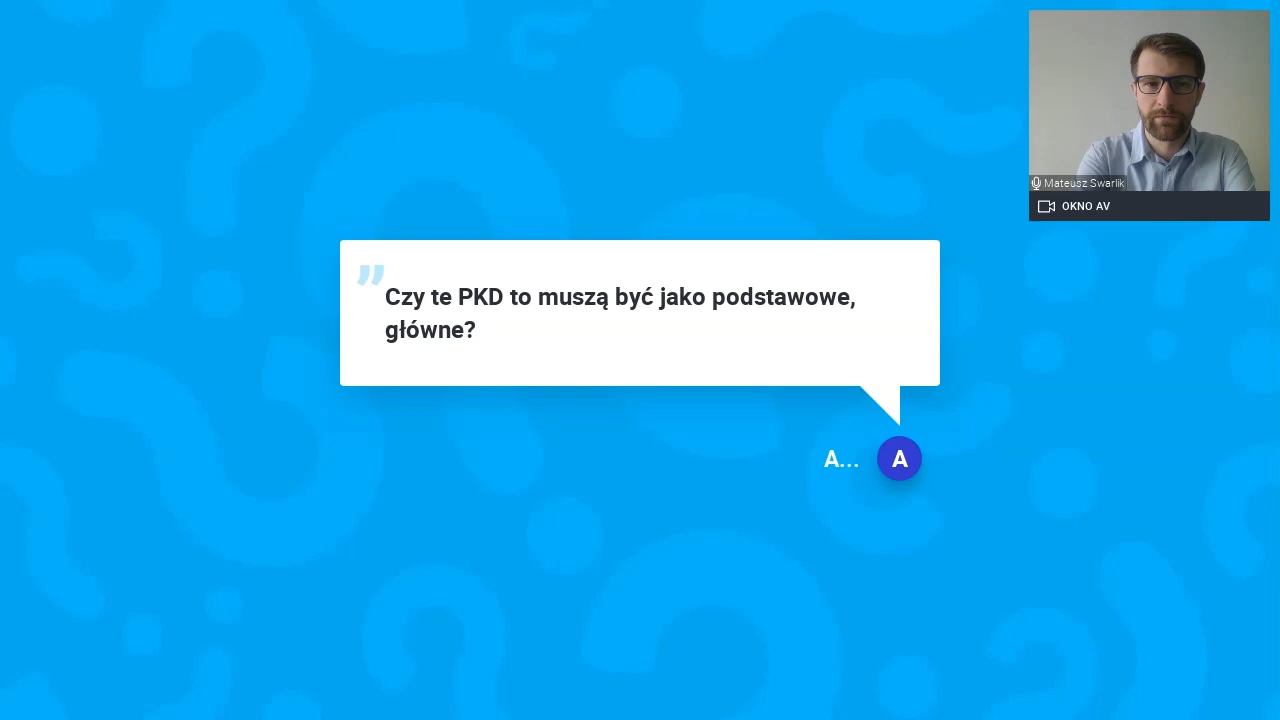 Mateusz Swarlik
OKNO AV
” Czy te PKD to muszą być jako podstawowe,
główne?
A... A